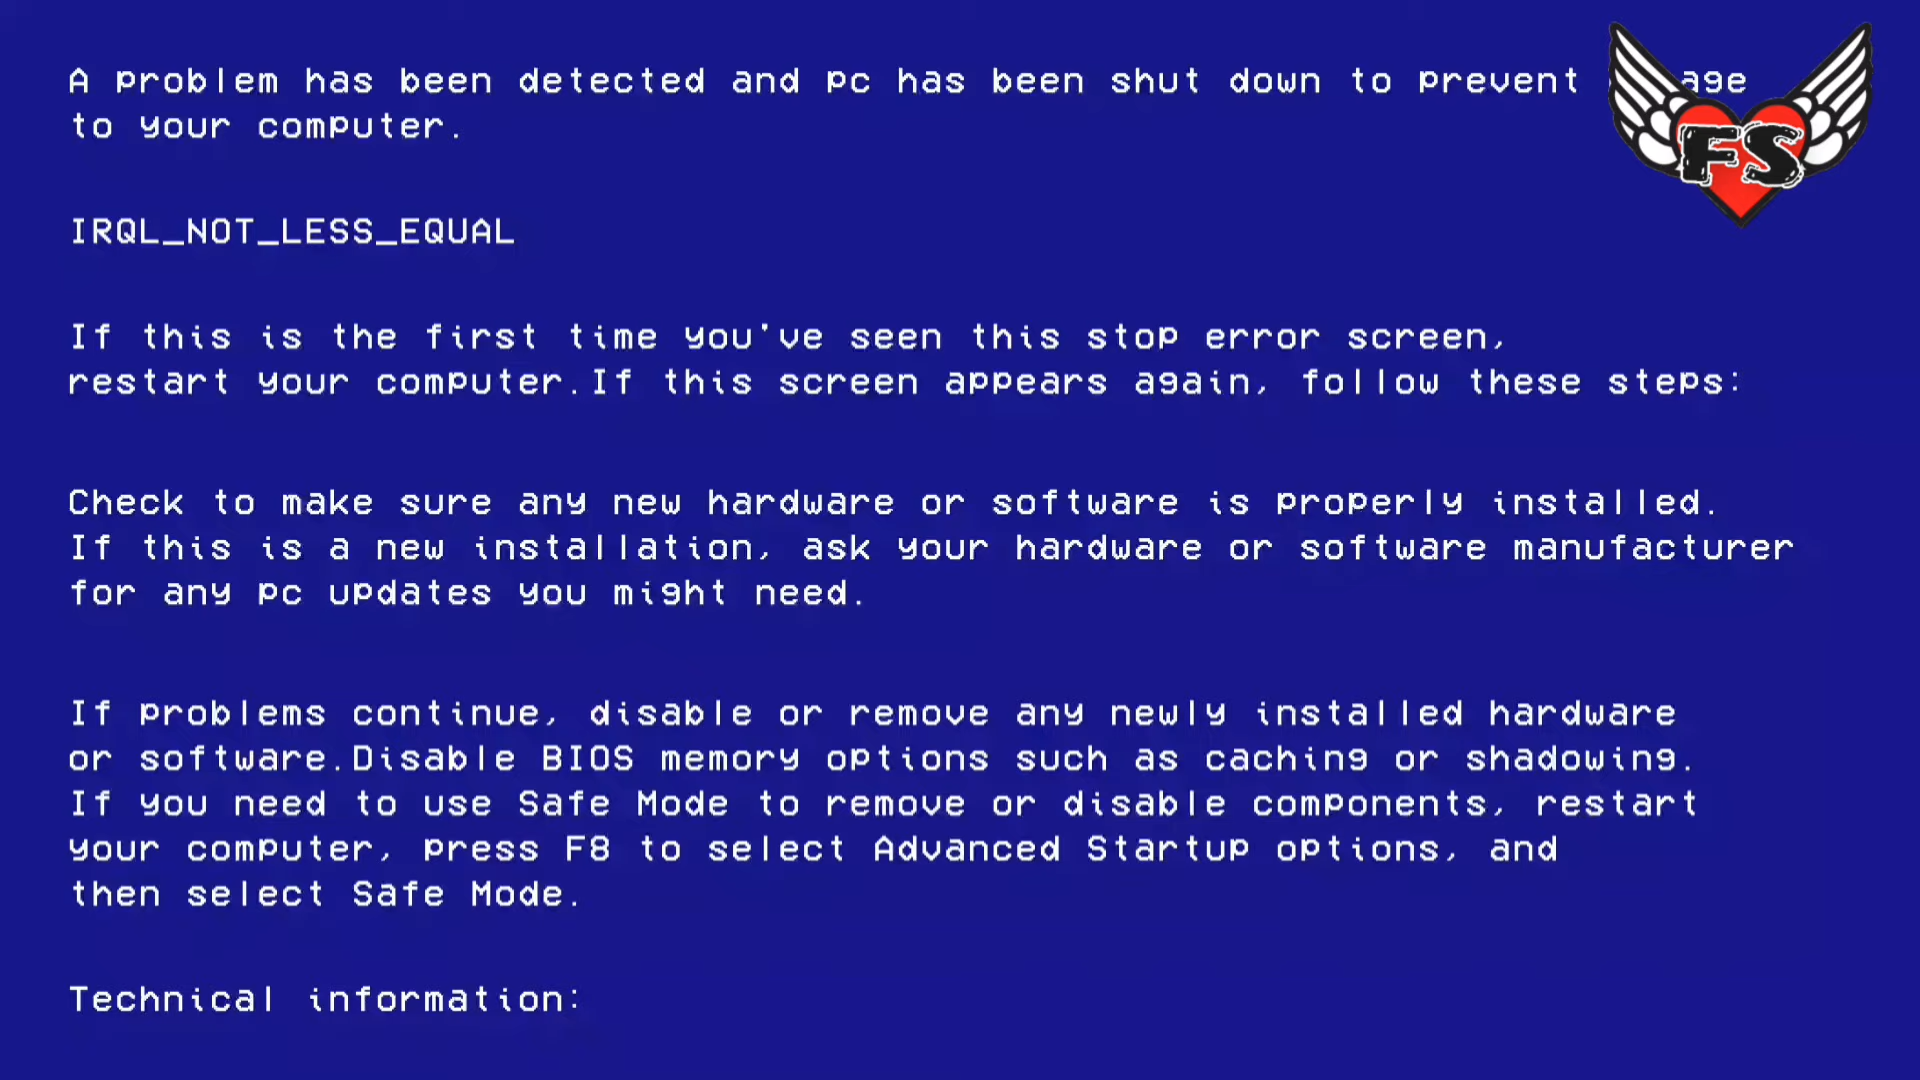 A problem has been detected and pc has been shut down to prevent
to your computer.
FS
IRQL_NOT_LESS_EQUAL
If this is the first time you've seen this stop error screen,
restart your computer.If this screen appears again, follow these steps:
Check to make sure any new hardware or software is properly installed.
If this is a new installation, ask your hardware or software manufacturer
for any pc updates you might need.
If problems continue, disable or remove any newly installed hardware
or software.Disable BIOS memory options such as caching or shadowing.
If you need to use Safe Mode to remove or disable components, restart
your computer, press F8 to select Advanced Startup options, and
then select Safe Mode.
Technical information: